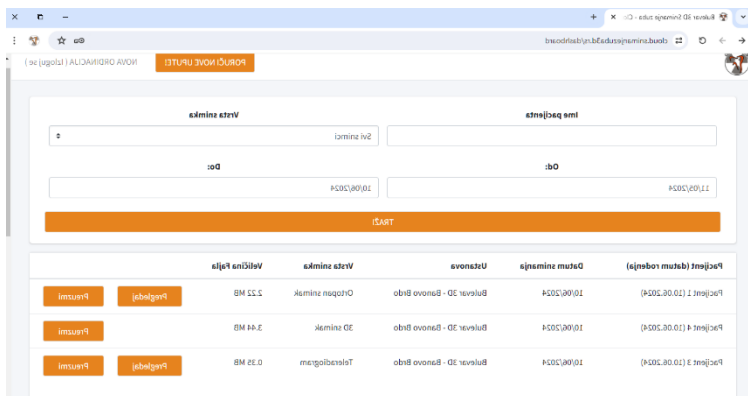 Bulevar 3D Snimanje zuba - C
cloud.snimanjezuba3d.rs/dashboard
PORUČI NOVE UPUTE!
NOVA ORDINACIJA ( Izloguj se )
Ime pacijenta
Vrsta snimka
Svi snimci
Od:
Do:
11/05/2024
10/06/2024
TRAŽI
Pacijent (datum rođenja) Datum snimanja Ustanova Vrsta snimka Veličina Fajla
Pacijent 1 (10.06.2024) 10/06/2024 Bulevar 3D - Banovo Brdo Ortopan snimak 2.22 MB Pregledaj Preuzmi
Pacijent 4 (10.06.2024) 10/06/2024 Bulevar 3D - Banovo Brdo 3D snimak 3.44 MB Preuzmi
Pacijent 3 (10.06.2024) 10/06/2024 Bulevar 3D - Banovo Brdo Teleradiogram 0.35 MB Pregledaj Preuzmi